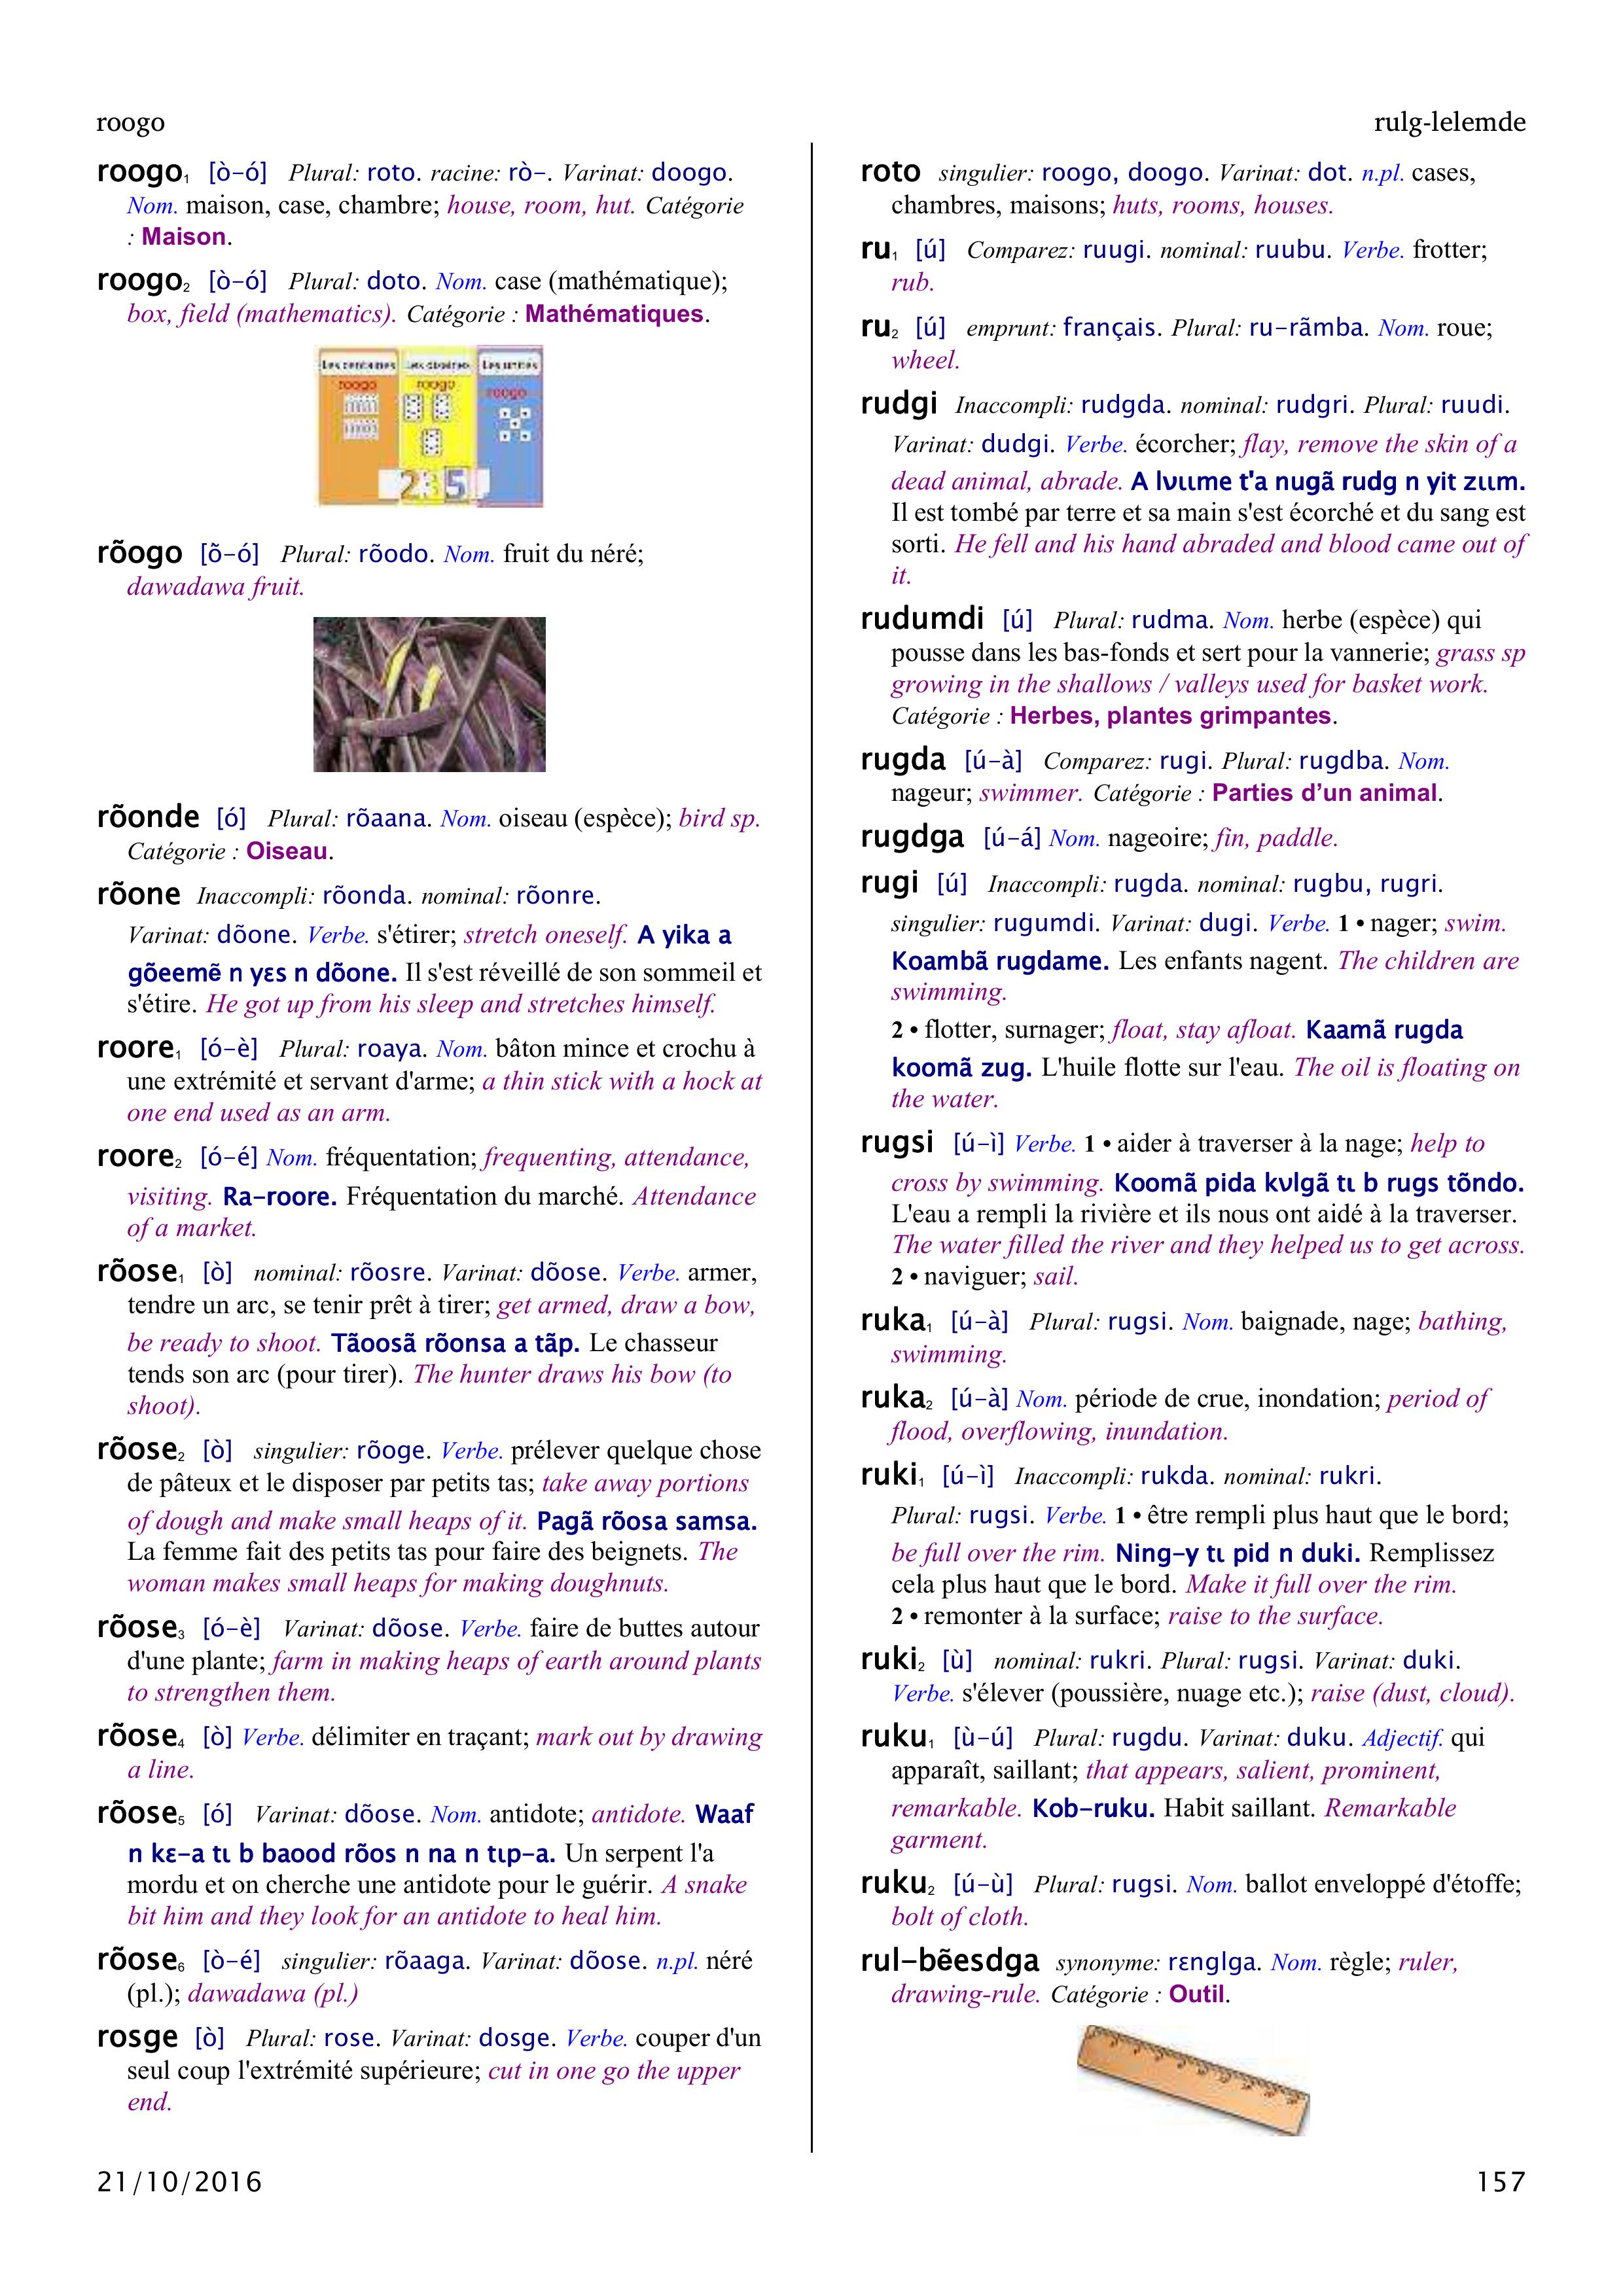 roogo
rulg-lelemde
roogo1 [ò-ó] Plural: roto. racine: rò-. Varinat: doogo.
Nom. maison, case, chambre; house, room, hut. Catégorie
: Maison.
roogo2 [ò-ó] Plural: doto. Nom. case (mathématique);
box, field (mathematics). Catégorie : Mathématiques.
Les centaines Les dizaines Les unités
roogo roogo roogo
235
rõogo [õ̀-ó] Plural: rõodo. Nom. fruit du néré;
dawadawa fruit.
rõonde [ó] Plural: rõaana. Nom. oiseau (espèce); bird sp.
Catégorie : Oiseau.
rõone Inaccompli: rõonda. nominal: rõonre.
Varinat: dõone. Verbe. s'étirer; stretch oneself. A yika a
gõeemẽ n yɛs n dõone. Il s'est réveillé de son sommeil et
s'étire. He got up from his sleep and stretches himself.
roore1 [ó-è] Plural: roaya. Nom. bâton mince et crochu à
une extrémité et servant d'arme; a thin stick with a hock at
one end used as an arm.
roore2 [ó-é] Nom. fréquentation; frequenting, attendance,
visiting. Ra-roore. Fréquentation du marché. Attendance
of a market.
rõose1 [ò] nominal: rõosre. Varinat: dõose. Verbe. armer,
tendre un arc, se tenir prêt à tirer; get armed, draw a bow,
be ready to shoot. Tãoosã rõonsa a tãp. Le chasseur
tends son arc (pour tirer). The hunter draws his bow (to
shoot).
rõose2 [ò] singulier: rõoge. Verbe. prélever quelque chose
de pâteux et le disposer par petits tas; take away portions
of dough and make small heaps of it. Pagã rõosa samsa.
La femme fait des petits tas pour faire des beignets. The
woman makes small heaps for making doughnuts.
rõose3 [ó-è] Varinat: dõose. Verbe. faire de buttes autour
d'une plante; farm in making heaps of earth around plants
to strengthen them.
rõose4 [ò] Verbe. délimiter en traçant; mark out by drawing
a line.
rõose5 [ó] Varinat: dõose. Nom. antidote; antidote. Waaf
n kɛ-a tɩ b baood rõos n na n tɩp-a. Un serpent l'a
mordu et on cherche une antidote pour le guérir. A snake
bit him and they look for an antidote to heal him.
rõose6 [ò-é] singulier: rõaaga. Varinat: dõose. n.pl. néré
(pl.); dawadawa (pl.)
rosge [ò] Plural: rose. Varinat: dosge. Verbe. couper d'un
seul coup l'extrémité supérieure; cut in one go the upper
end.
roto singulier: roogo, doogo. Varinat: dot. n.pl. cases,
chambres, maisons; huts, rooms, houses.
ru1 [ú] Comparez: ruugi. nominal: ruubu. Verbe. frotter;
rub.
ru2 [ú] emprunt: français. Plural: ru-rãmba. Nom. roue;
wheel.
rudgi Inaccompli: rudgda. nominal: rudgri. Plural: ruudi.
Varinat: dudgi. Verbe. écorcher; flay, remove the skin of a
dead animal, abrade. A lʋɩɩme t'a nugã rudg n yit zɩɩm.
Il est tombé par terre et sa main s'est écorché et du sang est
sorti. He fell and his hand abraded and blood came out of
it.
rudumdi [ú] Plural: rudma. Nom. herbe (espèce) qui
pousse dans les bas-fonds et sert pour la vannerie; grass sp
growing in the shallows / valleys used for basket work.
Catégorie : Herbes, plantes grimpantes.
rugda [ú-à] Comparez: rugi. Plural: rugdba. Nom.
nageur; swimmer. Catégorie : Parties d’un animal.
rugdga [ú-á] Nom. nageoire; fin, paddle.
rugi [ú] Inaccompli: rugda. nominal: rugbu, rugri.
singulier: rugumdi. Varinat: dugi. Verbe. 1 • nager; swim.
Koambã rugdame. Les enfants nagent. The children are
swimming.
2 • flotter, surnager; float, stay afloat. Kaamã rugda
koomã zug. L'huile flotte sur l'eau. The oil is floating on
the water.
rugsi [ú-ì] Verbe. 1 • aider à traverser à la nage; help to
cross by swimming. Koomã pida kʋlgã tɩ b rugs tõndo.
L'eau a rempli la rivière et ils nous ont aidé à la traverser.
The water filled the river and they helped us to get across.
2 • naviguer; sail.
ruka1 [ú-à] Plural: rugsi. Nom. baignade, nage; bathing,
swimming.
ruka2 [ú-à] Nom. période de crue, inondation; period of
flood, overflowing, inundation.
ruki1 [ú-ì] Inaccompli: rukda. nominal: rukri.
Plural: rugsi. Verbe. 1 • être rempli plus haut que le bord;
be full over the rim. Ning-y tɩ pid n duki. Remplissez
cela plus haut que le bord. Make it full over the rim.
2 • remonter à la surface; raise to the surface.
ruki2 [ù] nominal: rukri. Plural: rugsi. Varinat: duki.
Verbe. s'élever (poussière, nuage etc.); raise (dust, cloud).
ruku1 [ù-ú] Plural: rugdu. Varinat: duku. Adjectif. qui
apparaît, saillant; that appears, salient, prominent,
remarkable. Kob-ruku. Habit saillant. Remarkable
garment.
ruku2 [ú-ù] Plural: rugsi. Nom. ballot enveloppé d'étoffe;
bolt of cloth.
rul-bẽesdga synonyme: rɛnglga. Nom. règle; ruler,
drawing-rule. Catégorie : Outil.
21/10/2016
157